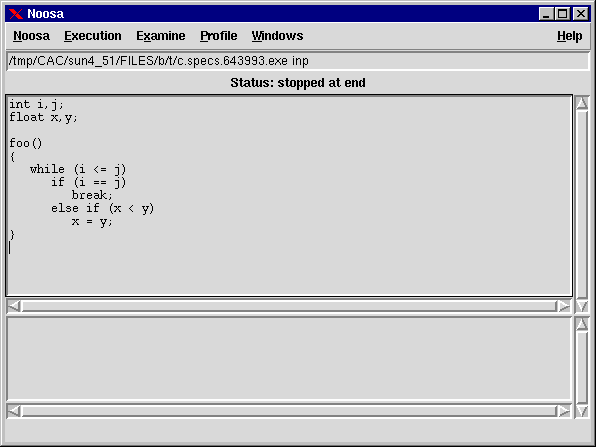 Noosa
Noosa Execution Examine Profile Windows Help
/tmp/CAC/sun4_51/FILES/b/t/c.specs.643993.exe inp
Status: stopped at end
int i,j;
float x,y;
foo()
{
   while (i <= j)
      if (i == j)
         break;
      else if (x < y)
         x = y;
}